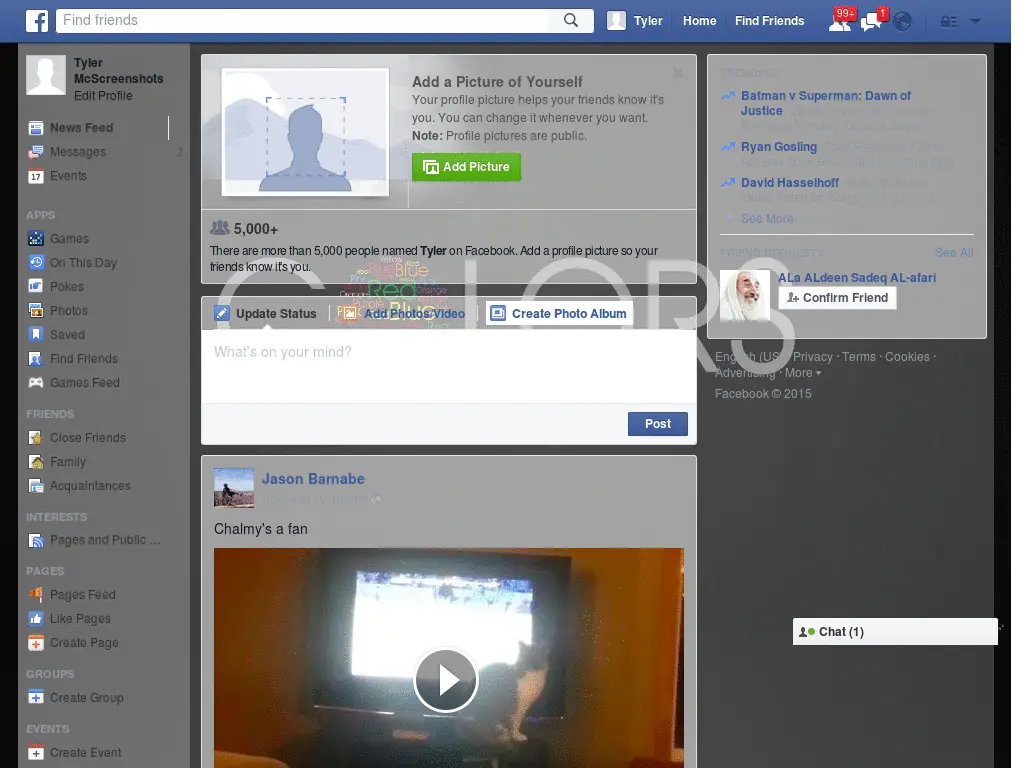 Find friends
Tyler
Home
Find Friends
99+
1
Tyler
McScreenshots
Edit Profile
News Feed
Messages
2
Events
APPS
Games
On This Day
Pokes
Photos
Saved
Find Friends
Games Feed
FRIENDS
Close Friends
Family
Acquaintances
INTERESTS
Pages and Public ...
PAGES
Pages Feed
Like Pages
Create Page
GROUPS
Create Group
EVENTS
Create Event
Add a Picture of Yourself
Your profile picture helps your friends know it's
you. You can change it whenever you want.
Note: Profile pictures are public.
Add Picture
5,000+
There are more than 5,000 people named Tyler on Facebook. Add a profile picture so your
friends know it's you.
COLORS
Yellow
Blue
Red
Orange
Blue
Update Status
Add Photos/Video
Create Photo Album
What's on your mind?
Post
Jason Barnabe
Chalmy's a fan
TRENDING
Batman v Superman: Dawn of
Justice
Ryan Gosling
David Hasselhoff
See More
FRIEND REQUESTS
See All
ALa ALdeen Sadeq AL-afari
Confirm Friend
English (US) · Privacy · Terms · Cookies ·
Advertising · More
Facebook © 2015
Chat (1)